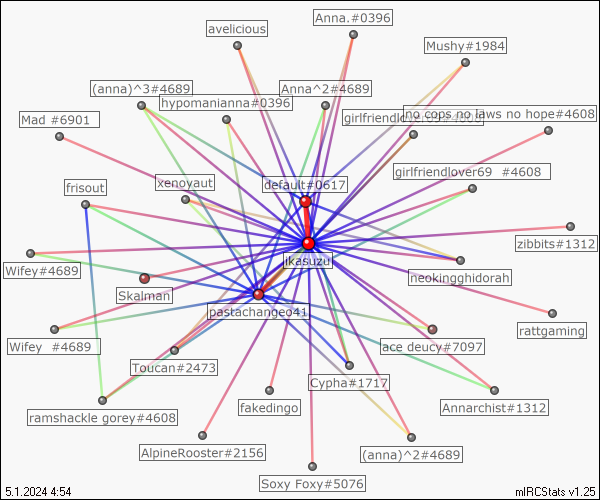 Anna.#0396
avelicious
Mushy#1984
(anna)^3#4689
Anna^2#4689
hypomanianna#0396
no cops no laws no hope#4608
Mad #6901
girlfriendlover69 #4608
xenoyaut
default#0617
frisout
girlfriendlover69 #4608
zibbits#1312
ikasuzu
Wifey#4689
neokingghidorah
Skalman
pastachangeo41
rattgaming
Wifey #4689
ace deucy#7097
Toucan#2473
Cypha#1717
fakedingo
Annarchist#1312
ramshackle gorey#4608
AlpineRooster#2156
(anna)^2#4689
Soxy Foxy#5076
5.1.2024 4:54
mIRCStats v1.25